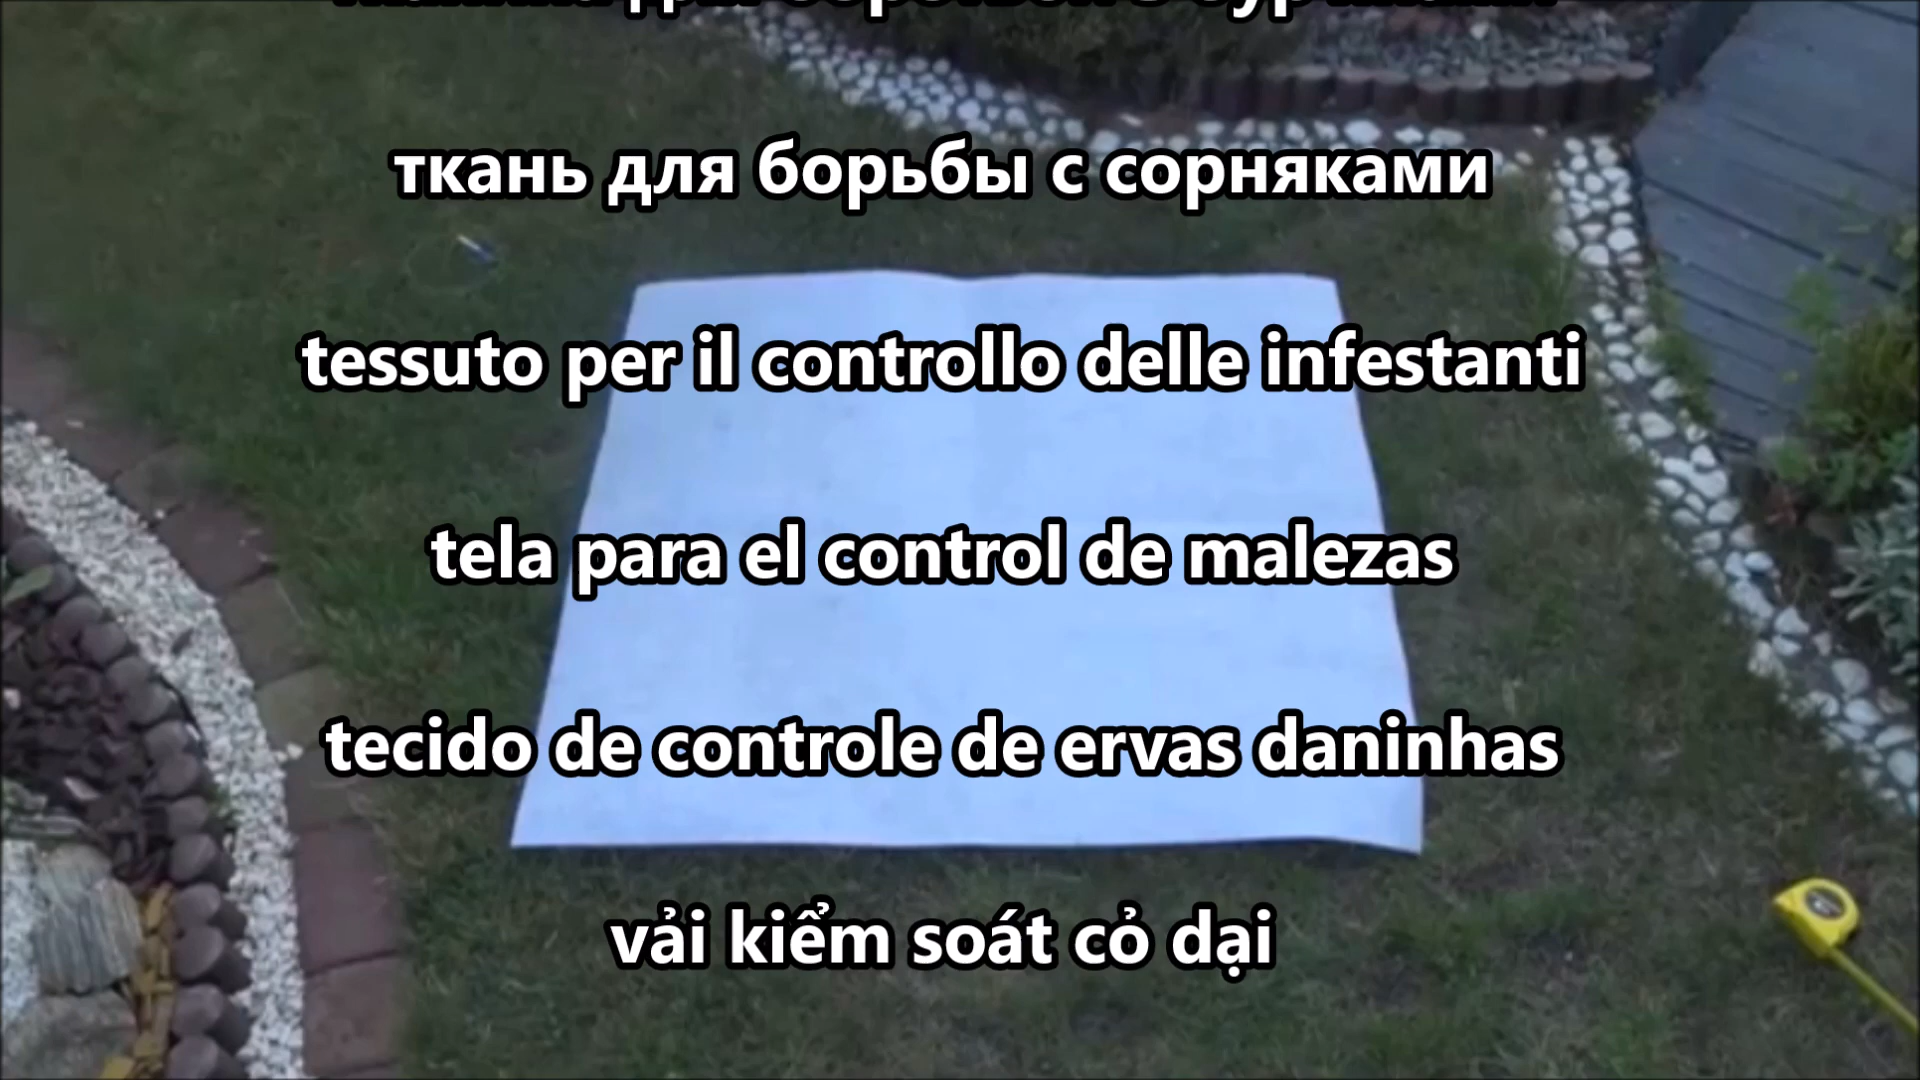 ткань для борьбы с сорняками
tessuto per il controllo delle infestanti
tela para el control de malezas
tecido de controle de ervas daninhas
vải kiểm soát cỏ dại